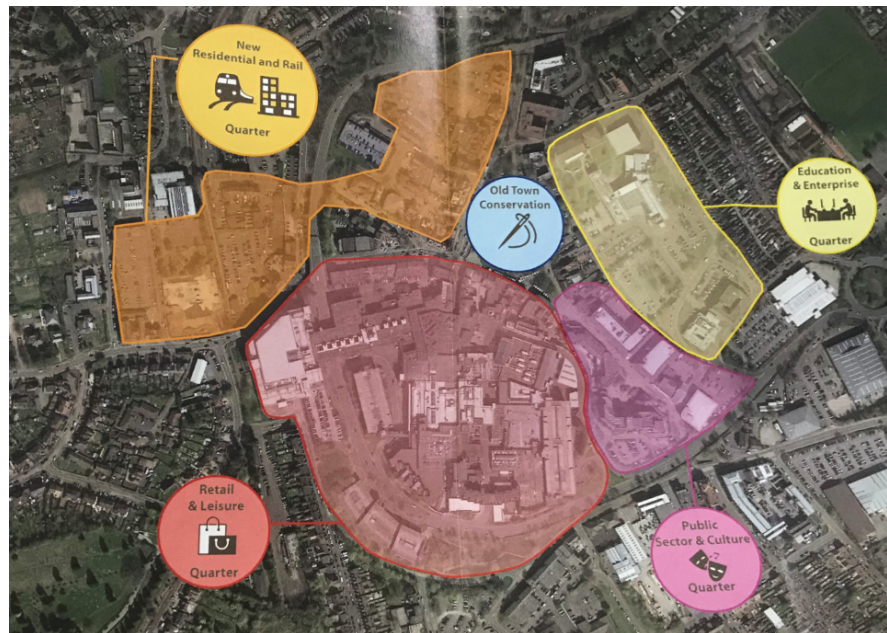 New
Residential and Rail
Quarter
Old Town
Conservation
Education
& Enterprise
Quarter
Retail
& Leisure
Quarter
Public
Sector & Culture
Quarter